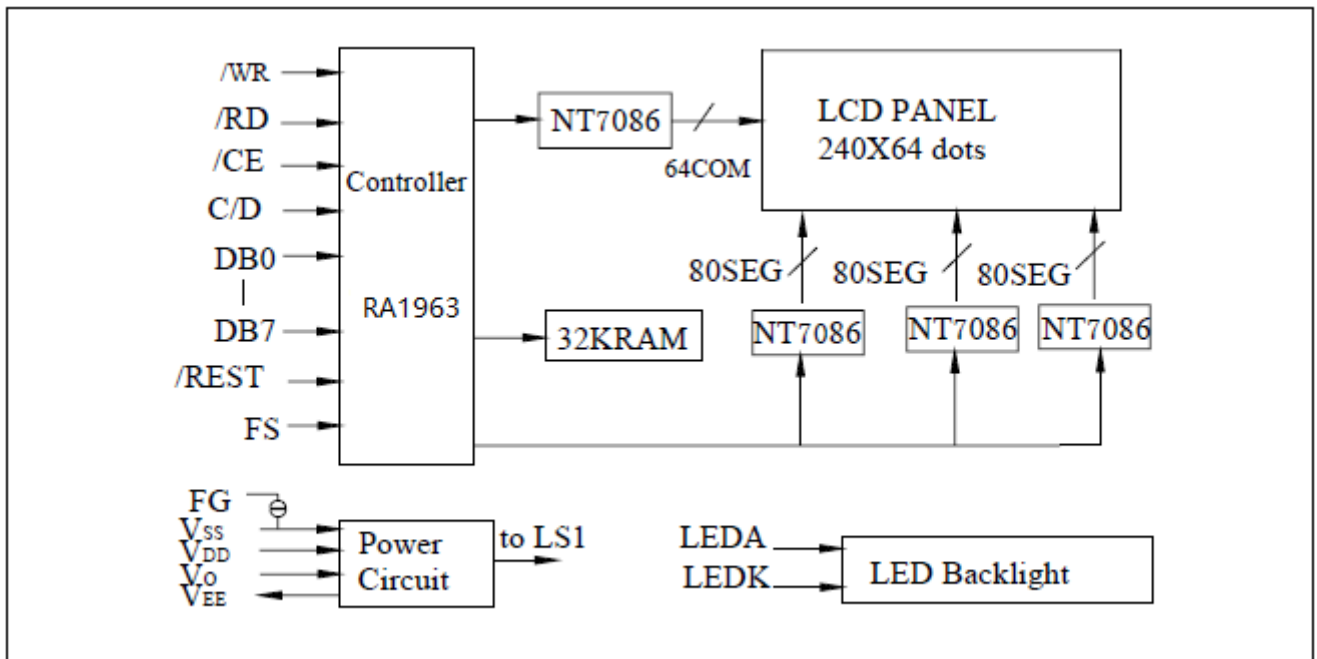 /WR
/RD
/CE
C/D
DB0
DB7
/REST
FS
Controller
RA1963
NT7086
64COM
LCD PANEL
240X64 dots
80SEG
80SEG
80SEG
NT7086
NT7086
NT7086
32KRAM
FG
VSS
VDD
VO
VEE
Power
Circuit
to LS1
LEDA
LEDK
LED Backlight